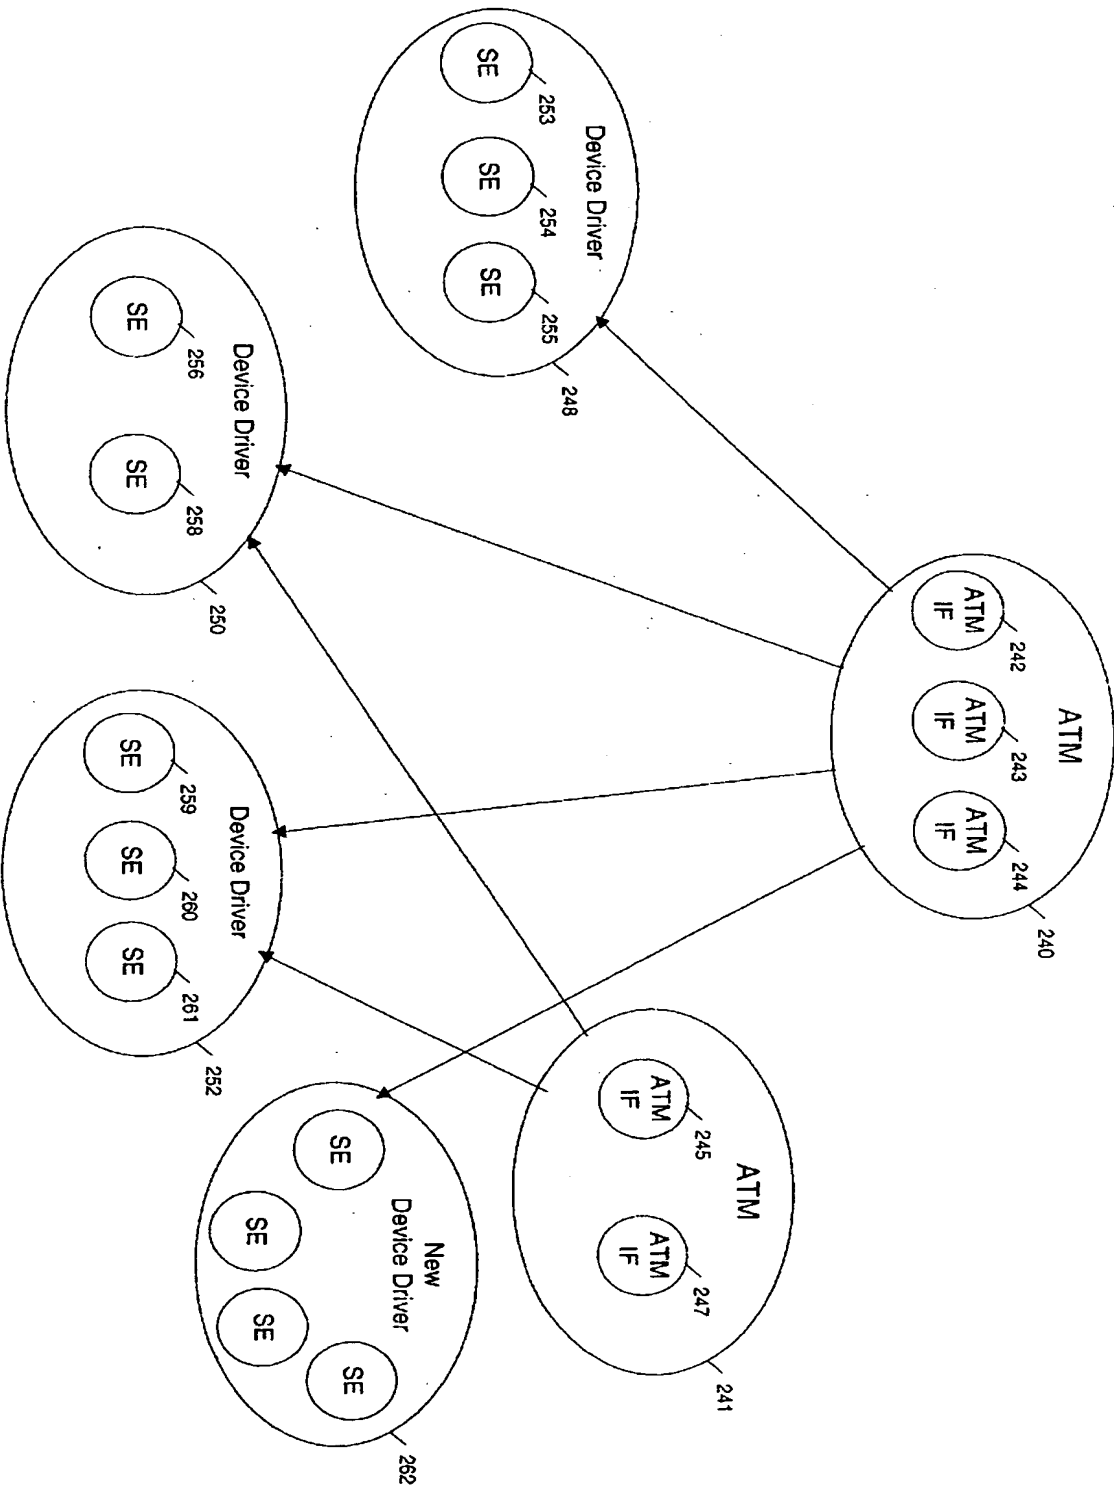 ATM
ATM
IF
242
ATM
IF
243
ATM
IF
244
240
ATM
ATM
IF
245
ATM
IF
247
241
Device Driver
SE
253
SE
254
SE
255
248
Device Driver
SE
256
SE
258
250
Device Driver
SE
259
SE
260
SE
261
252
New
Device Driver
SE
SE
SE
SE
262